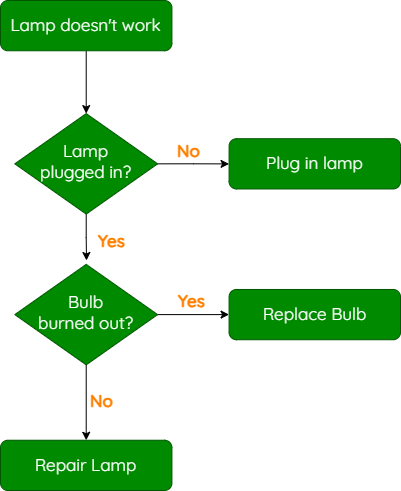 Lamp doesn't work
Lamp
plugged in?
No
Plug in lamp
Yes
Bulb
burned out?
Yes
Replace Bulb
No
Repair Lamp